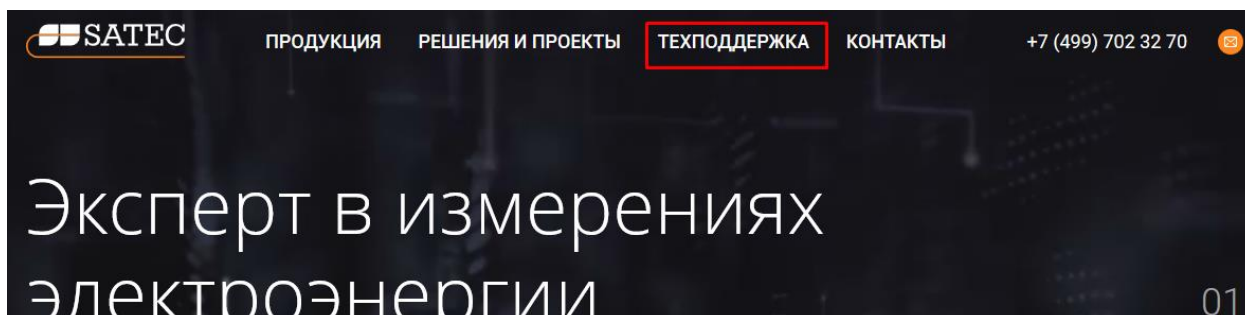 SATEC ПРОДУКЦИЯ РЕШЕНИЯ И ПРОЕКТЫ ТЕХПОДДЕРЖКА КОНТАКТЫ +7 (499) 702 32 70
Эксперт в измерениях
электроэнергии
01